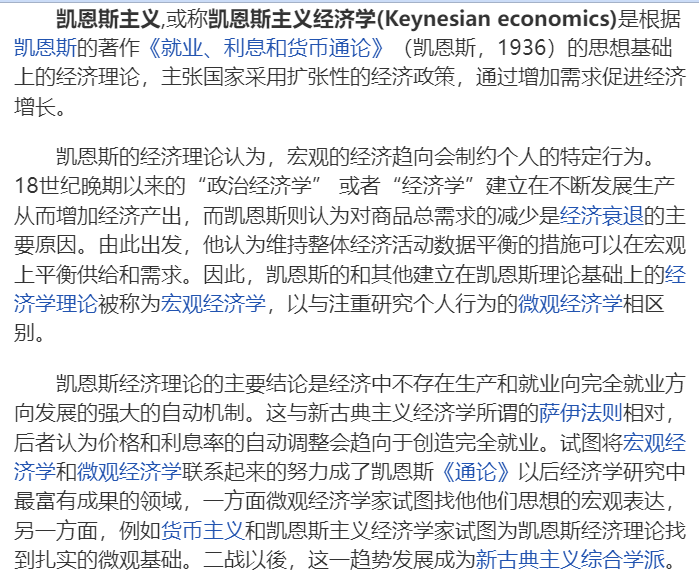 凯恩斯主义,或称凯恩斯主义经济学(Keynesian economics)是根据
凯恩斯的著作《就业、利息和货币通论》（凯恩斯，1936）的思想基础
上的经济理论，主张国家采用扩张性的经济政策，通过增加需求促进经济
增长。
凯恩斯的经济理论认为，宏观的经济趋向会制约个人的特定行为。
18世纪晚期以来的“政治经济学” 或者“经济学”建立在不断发展生产
从而增加经济产出，而凯恩斯则认为对商品总需求的减少是经济衰退的主
要原因。由此出发，他认为维持整体经济活动数据平衡的措施可以在宏观
上平衡供给和需求。因此，凯恩斯的和其他建立在凯恩斯理论基础上的经
济学理论被称为宏观经济学，以与注重研究个人行为的微观经济学相区
别。
凯恩斯经济理论的主要结论是经济中不存在生产和就业向完全就业方
向发展的强大的自动机制。这与新古典主义经济学所谓的萨伊法则相对，
后者认为价格和利息率的自动调整会趋向于创造完全就业。试图将宏观经
济学和微观经济学联系起来的努力成了凯恩斯《通论》以后经济学研究中
最富有成果的领域，一方面微观经济学家试图找他他们思想的宏观表达，
另一方面，例如货币主义和凯恩斯主义经济学家试图为凯恩斯经济理论找
到扎实的微观基础。二战以後，这一趋势发展成为新古典主义综合学派。